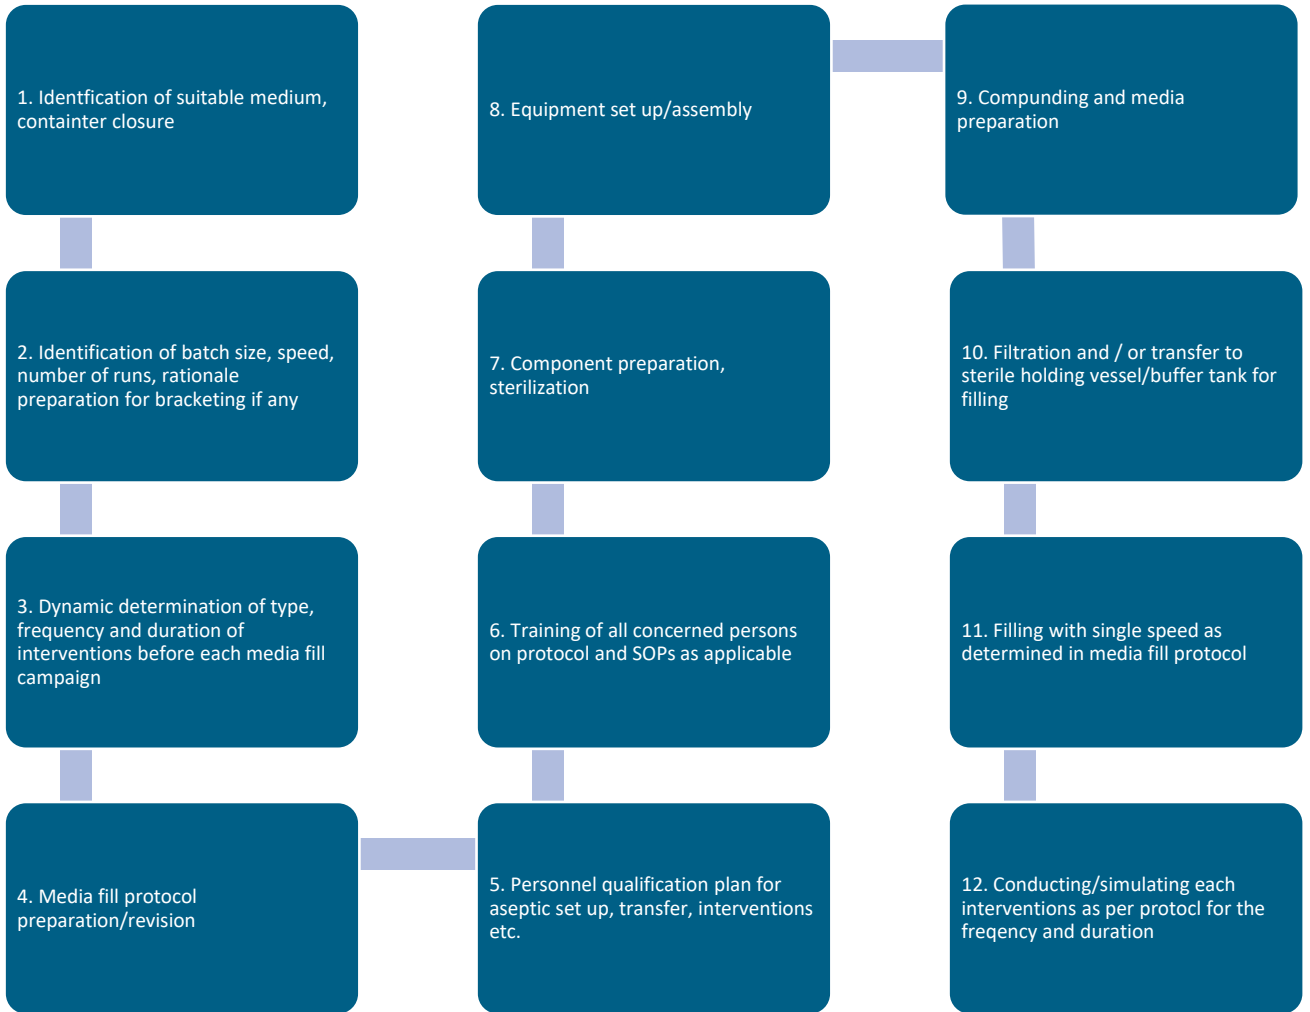 1. Identfication of suitable medium,
containter closure
2. Identification of batch size, speed,
number of runs, rationale
preparation for bracketing if any
3. Dynamic determination of type,
frequency and duration of
interventions before each media fill
campaign
4. Media fill protocol
preparation/revision
5. Personnel qualification plan for
aseptic set up, transfer, interventions
etc.
6. Training of all concerned persons
on protocol and SOPs as applicable
7. Component preparation,
sterilization
8. Equipment set up/assembly
9. Compunding and media
preparation
10. Filtration and / or transfer to
sterile holding vessel/buffer tank for
filling
11. Filling with single speed as
determined in media fill protocol
12. Conducting/simulating each
interventions as per protocl for the
freqency and duration